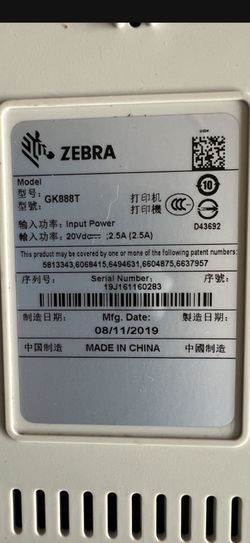 ZEBRA
Model
型号:
型號:
GK888T
打印机
打印機
10
D43692
输入功率: Input Power
輸入功率: 20Vdc 2.5A (2.5A)
This product may be covered by one or more of the following patent numbers:
5813343,6069415,6494631,6604875,6637957
序列号: Serial Number: 序列號:
19J161160283
制造日期: Mfg. Date: 製造日期:
08/11/2019
中国制造 MADE IN CHINA 中國制造